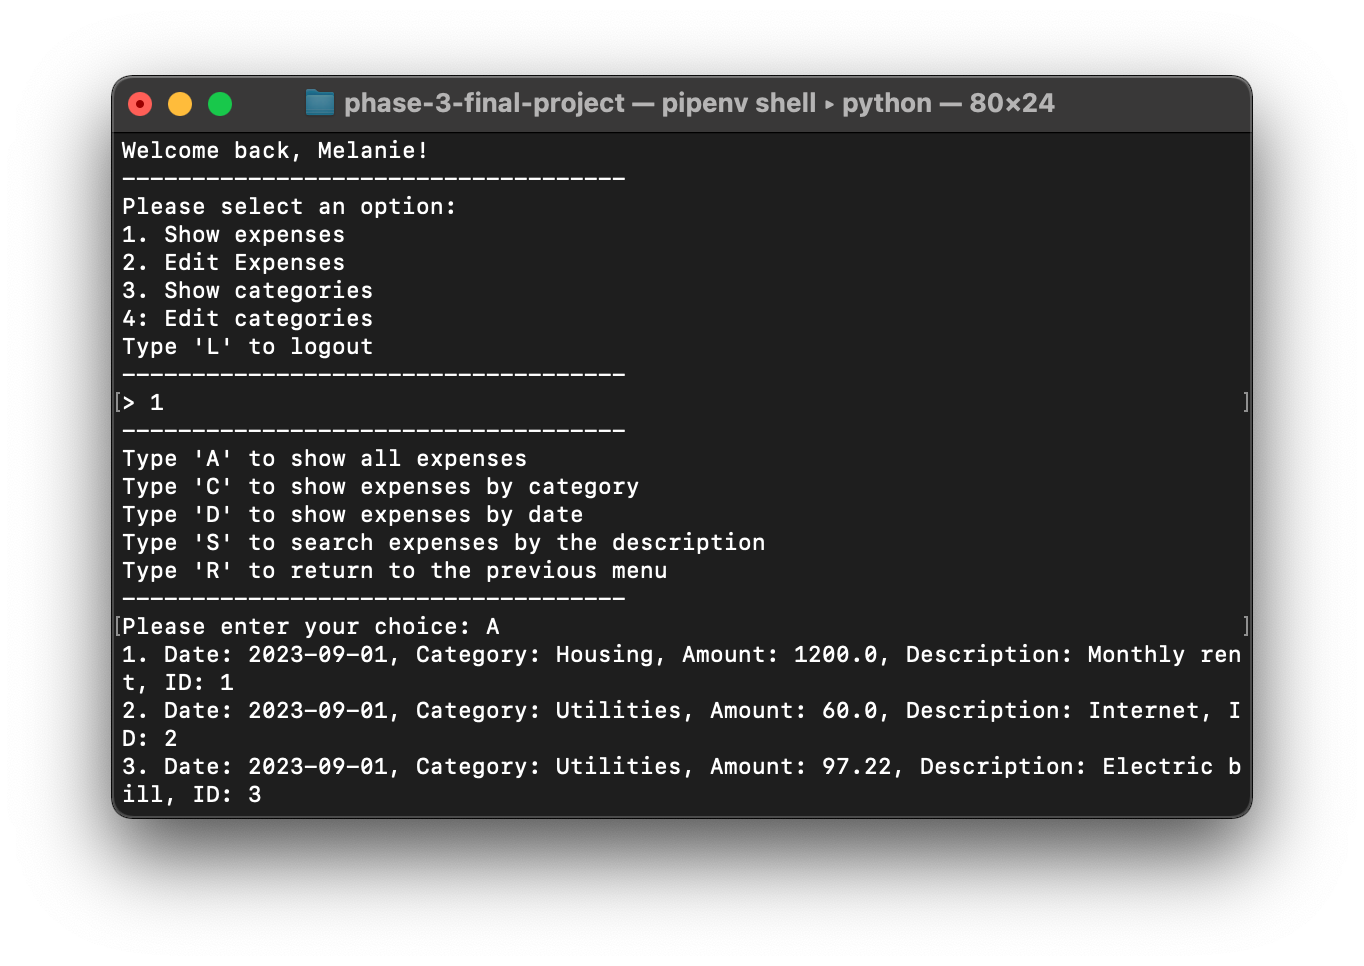 phase-3-final-project — pipenv shell ▸ python — 80×24
Welcome back, Melanie!
------------------------------------
Please select an option:
1. Show expenses
2. Edit Expenses
3. Show categories
4: Edit categories
Type 'L' to logout
------------------------------------
[> 1 ]
------------------------------------
Type 'A' to show all expenses
Type 'C' to show expenses by category
Type 'D' to show expenses by date
Type 'S' to search expenses by the description
Type 'R' to return to the previous menu
------------------------------------
[Please enter your choice: A ]
1. Date: 2023-09-01, Category: Housing, Amount: 1200.0, Description: Monthly ren
t, ID: 1
2. Date: 2023-09-01, Category: Utilities, Amount: 60.0, Description: Internet, I
D: 2
3. Date: 2023-09-01, Category: Utilities, Amount: 97.22, Description: Electric b
ill, ID: 3